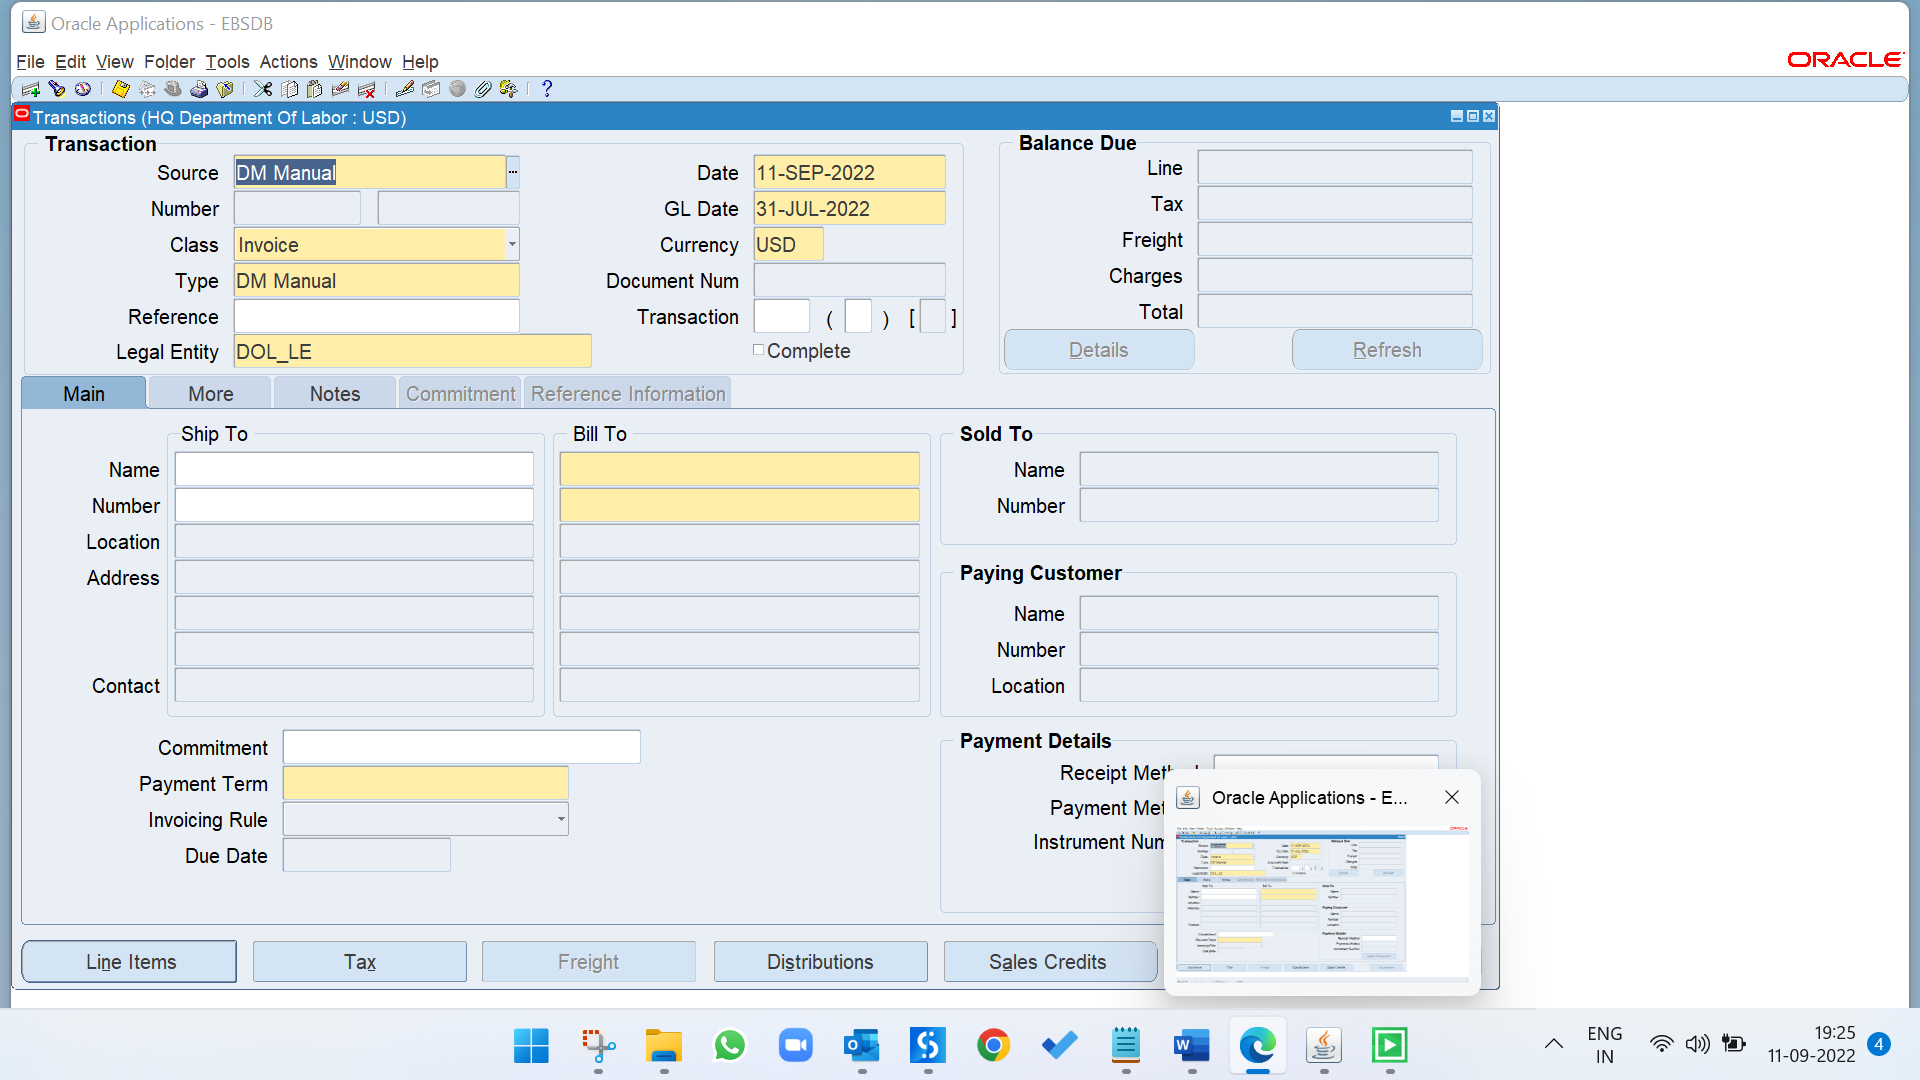 Oracle Applications - EBSDB
File Edit View Folder Tools Actions Window Help
ORACLE
Transactions (HQ Department Of Labor : USD)
Transaction
Source DM Manual ...
Number
Class Invoice
Type DM Manual
Reference
Legal Entity DOL_LE
Date 11-SEP-2022
GL Date 31-JUL-2022
Currency USD
Document Num
Transaction ( ) [ ]
Complete
Balance Due
Line
Tax
Freight
Charges
Total
Details Refresh
Main More Notes Commitment Reference Information
Ship To Bill To
Name
Number
Location
Address
Contact
Sold To
Name
Number
Paying Customer
Name
Number
Location
Commitment
Payment Term
Invoicing Rule
Due Date
Payment Details
Receipt Meth
Payment Met
Instrument Num
Oracle Applications - E...
Line Items Tax Freight Distributions Sales Credits
ENG
IN
19:25
11-09-2022
4